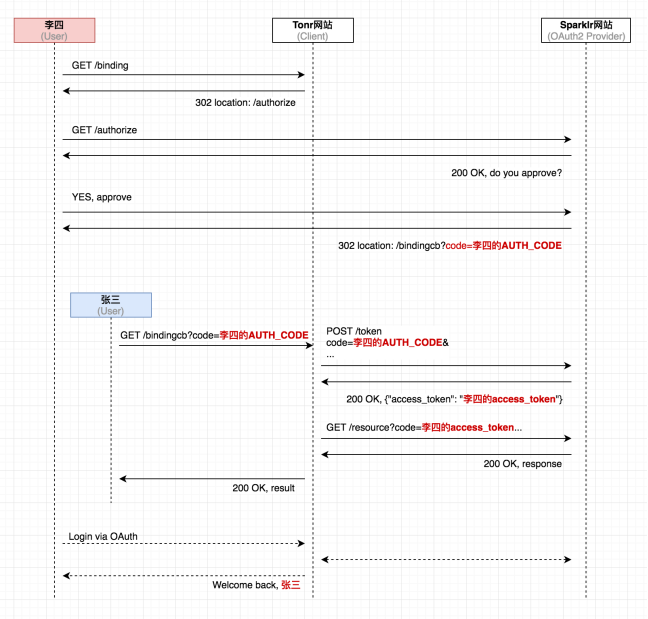 李四
(User)
Tonr网站
(Client)
Sparklr网站
(OAuth2 Provider)
GET /binding
302 location: /authorize
GET /authorize
200 OK, do you approve?
YES, approve
302 location: /bindingcb?code=李四的AUTH_CODE
张三
(User)
GET /bindingcb?code=李四的AUTH_CODE
POST /token
code=李四的AUTH_CODE&
...
200 OK, {"access_token": "李四的access_token"}
GET /resource?code=李四的access_token...
200 OK, response
200 OK, result
Login via OAuth
Welcome back, 张三